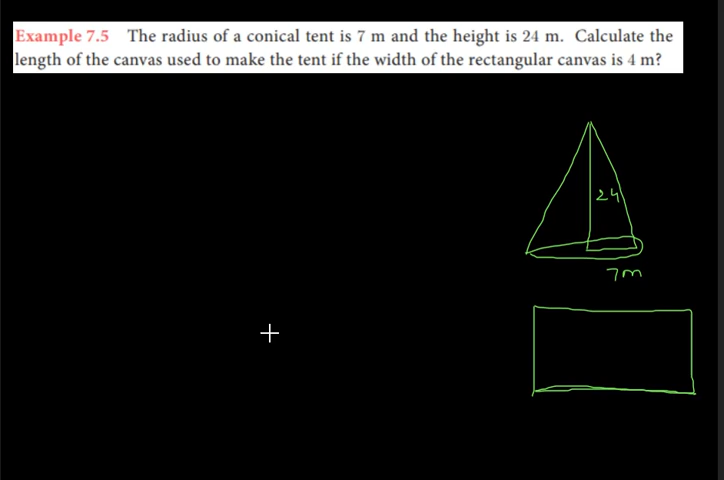 Example 7.5 The radius of a conical tent is 7 m and the height is 24 m. Calculate the
length of the canvas used to make the tent if the width of the rectangular canvas is 4 m?
24
7m